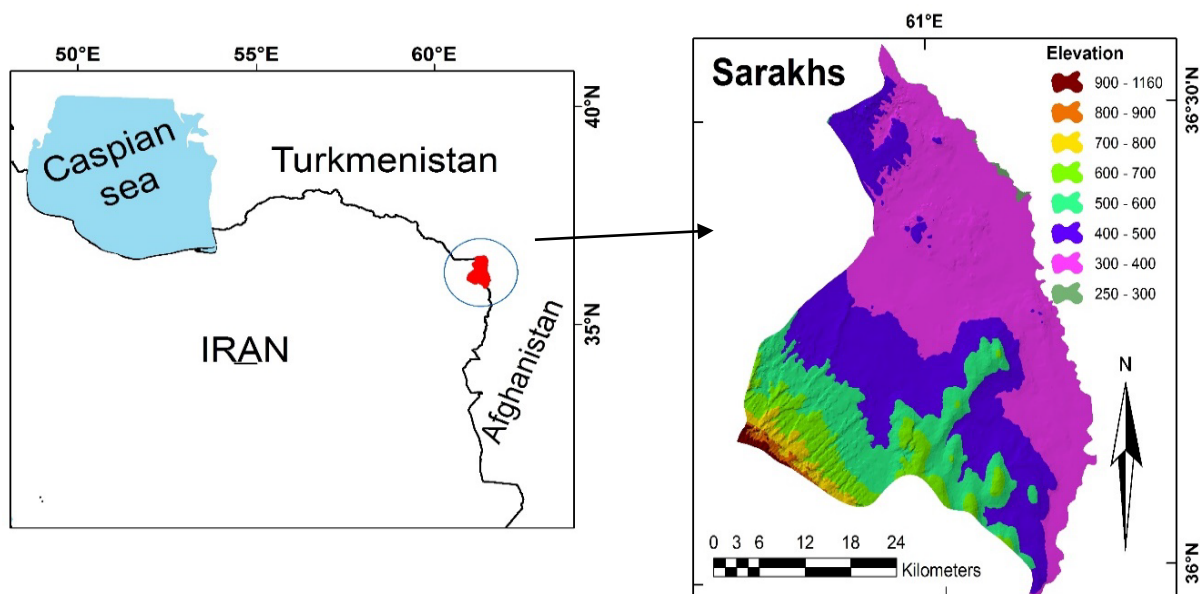 50°E 55°E 60°E
40°N
35°N
Caspian
sea
Turkmenistan
IRAN
Afghanistan
61°E
Sarakhs
Elevation
900 - 1160
800 - 900
700 - 800
600 - 700
500 - 600
400 - 500
300 - 400
250 - 300
36°30'N
N
0 3 6 12 18 24
Kilometers
36°N